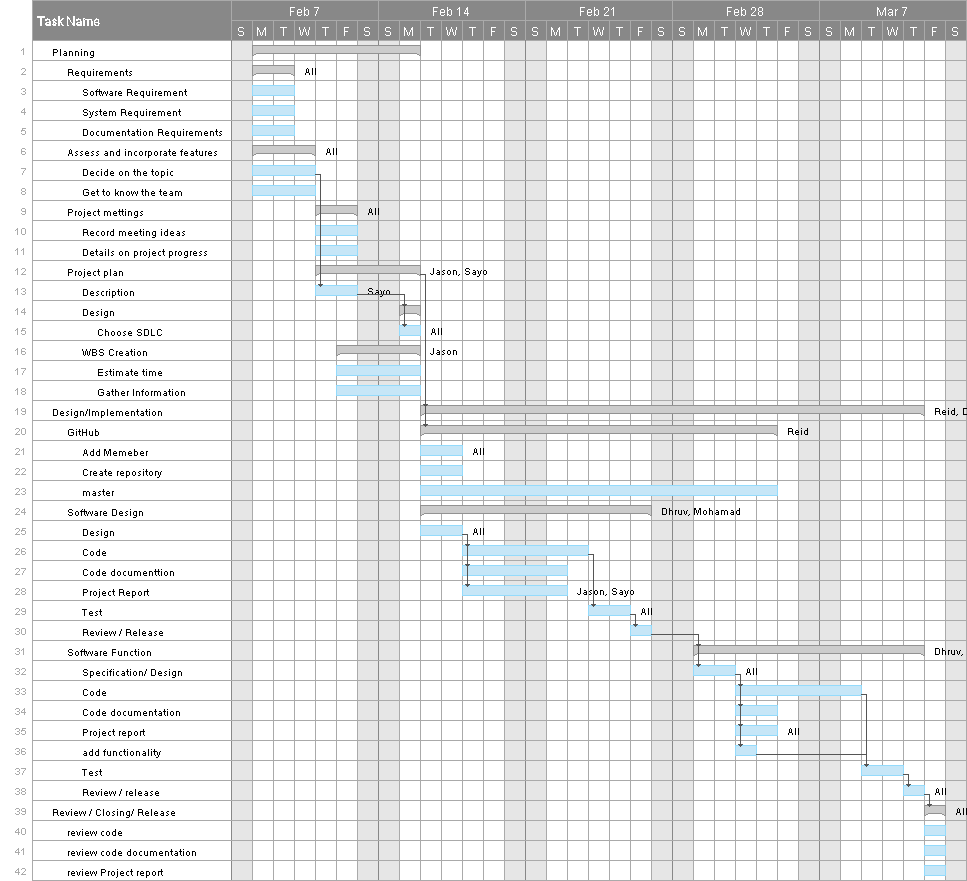 Task Name Feb 7 Feb 14 Feb 21 Feb 28 Mar 7
S M T W T F S S M T W T F S S M T W T F S S M T W T F S S M T W T F S
1 Planning
2 Requirements All
3 Software Requirement
4 System Requirement
5 Documentation Requirements
6 Assess and incorporate features All
7 Decide on the topic
8 Get to know the team
9 Project mettings All
10 Record meeting ideas
11 Details on project progress
12 Project plan Jason, Sayo
13 Description Sayo
14 Design
15 Choose SDLC All
16 WBS Creation Jason
17 Estimate time
18 Gather Information
19 Design/Implementation Reid, D
20 GitHub Reid
21 Add Memeber All
22 Create repository
23 master
24 Software Design Dhruv, Mohamad
25 Design All
26 Code
27 Code documenttion
28 Project Report Jason, Sayo
29 Test All
30 Review / Release
31 Software Function Dhruv,
32 Specification/ Design All
33 Code
34 Code documentation
35 Project report All
36 add functionality
37 Test
38 Review / release All
39 Review / Closing/ Release All
40 review code
41 review code documentation
42 review Project report